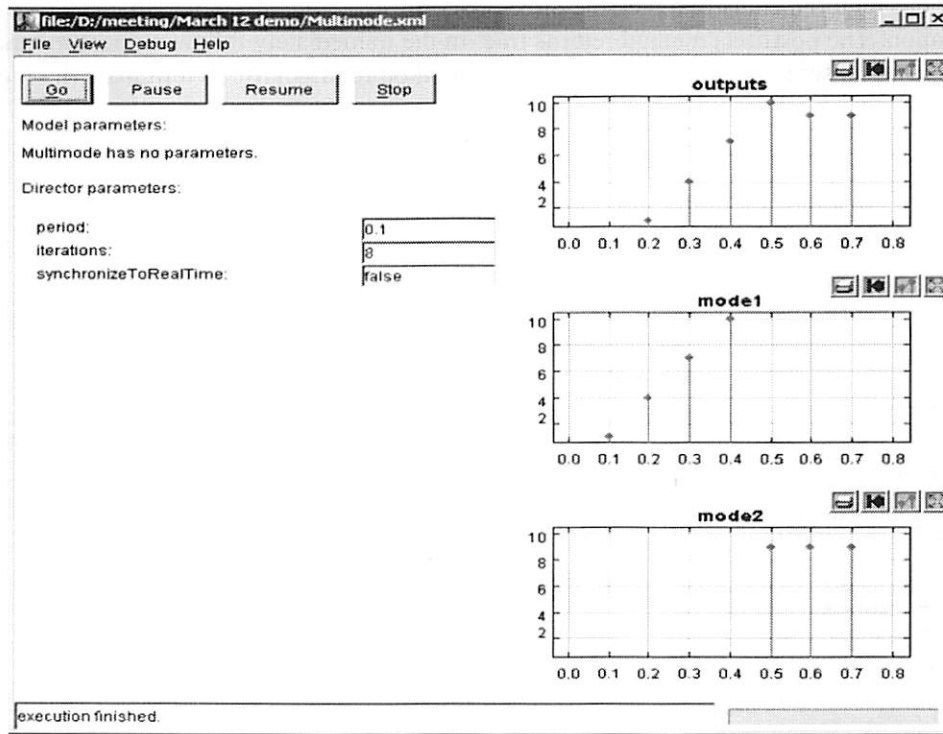 file:/D:/meeting/March 12 demo/Multimode.xml
File View Debug Help
Go Pause Resume Stop
Model parameters:
Multimode has no parameters.
Director parameters:
period: 0.1
iterations: 8
synchronizeToRealTime: false
outputs
10
8
6
4
2
0.0 0.1 0.2 0.3 0.4 0.5 0.6 0.7 0.8
mode1
10
8
6
4
2
0.0 0.1 0.2 0.3 0.4 0.5 0.6 0.7 0.8
mode2
10
8
6
4
2
0.0 0.1 0.2 0.3 0.4 0.5 0.6 0.7 0.8
execution finished.